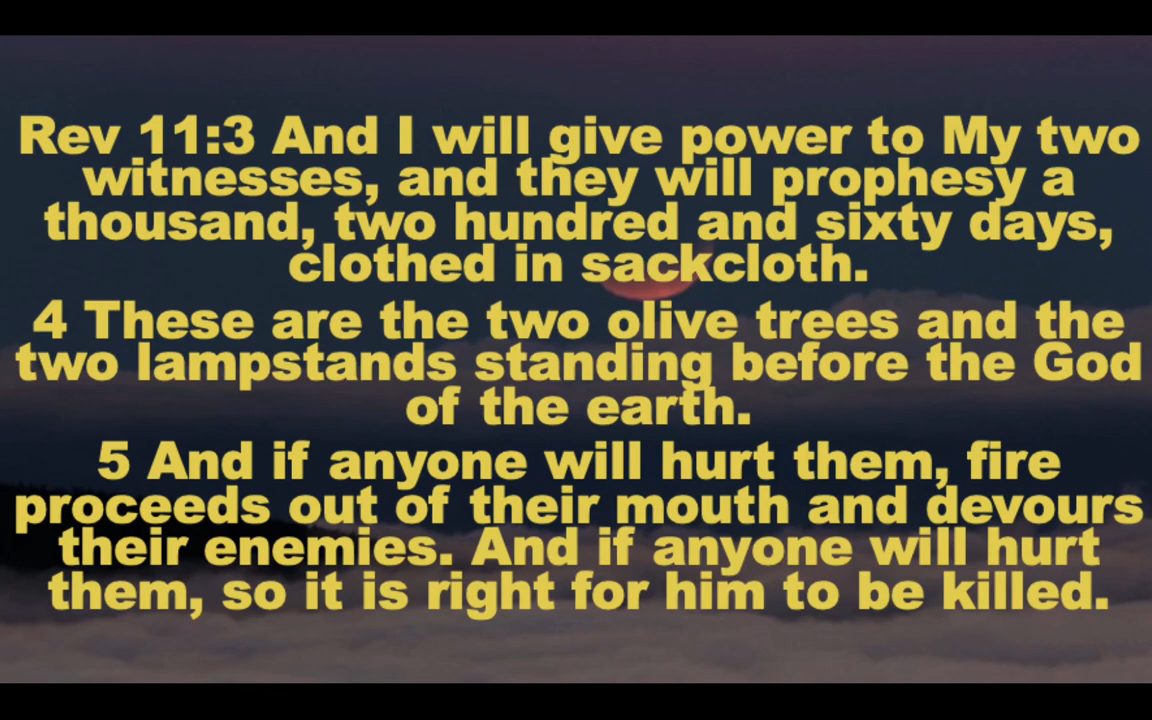 Rev 11:3 And I will give power to My two
witnesses, and they will prophesy a
thousand, two hundred and sixty days,
clothed in sackcloth.
4 These are the two olive trees and the
two lampstands standing before the God
of the earth.
5 And if anyone will hurt them, fire
proceeds out of their mouth and devours
their enemies. And if anyone will hurt
them, so it is right for him to be killed.